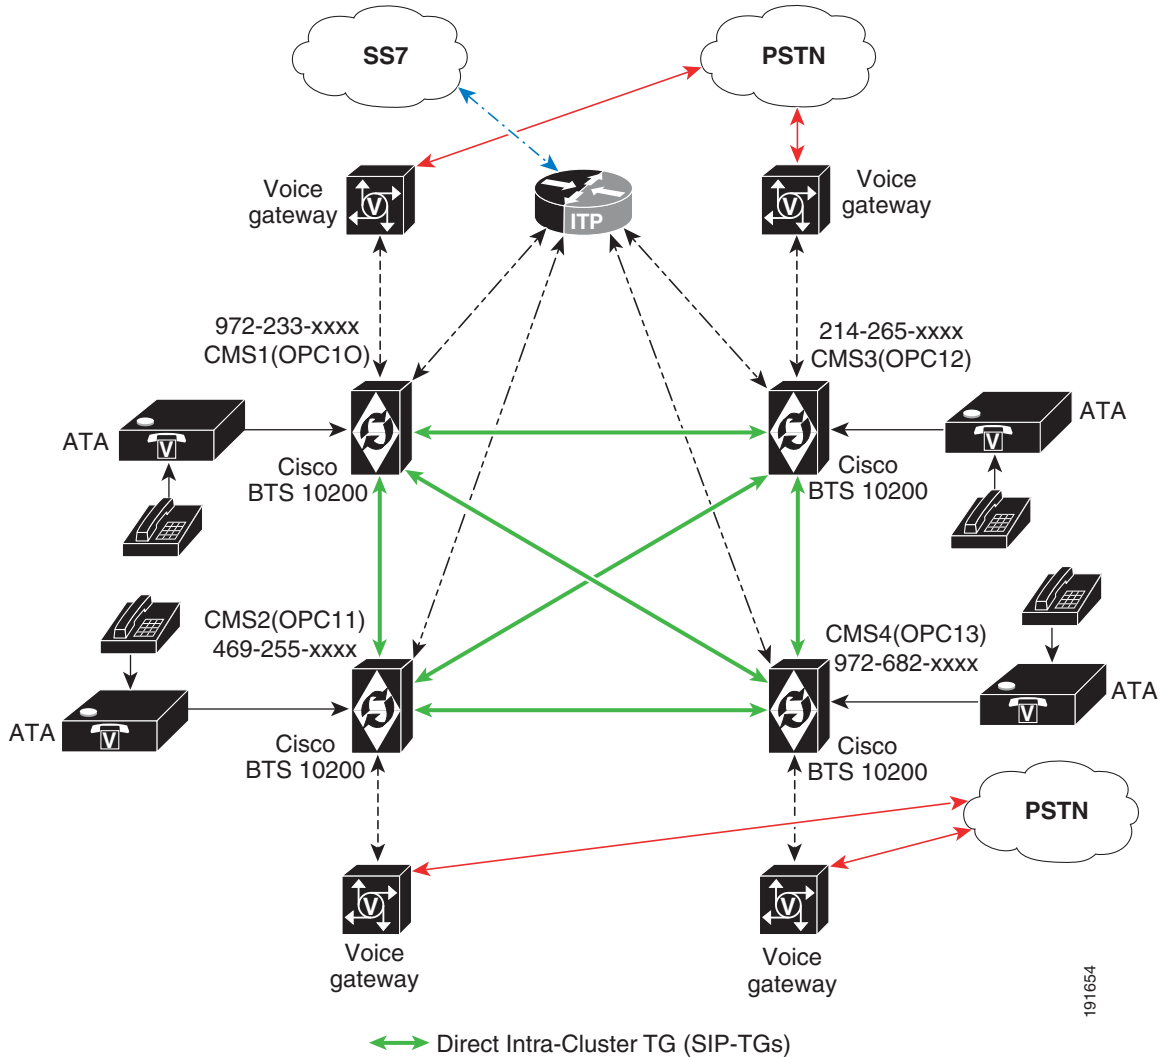 SS7
PSTN
Voice
gateway
ITP
Voice
gateway
V
V
972-233-xxxx
CMS1(OPC1O)
214-265-xxxx
CMS3(OPC12)
ATA
V
ATA
V
Cisco
BTS 10200
Cisco
BTS 10200
CMS2(OPC11)
469-255-xxxx
CMS4(OPC13)
972-682-xxxx
ATA
V
ATA
V
Cisco
BTS 10200
Cisco
BTS 10200
PSTN
V
V
Voice
gateway
Voice
gateway
191654
Direct Intra-Cluster TG (SIP-TGs)